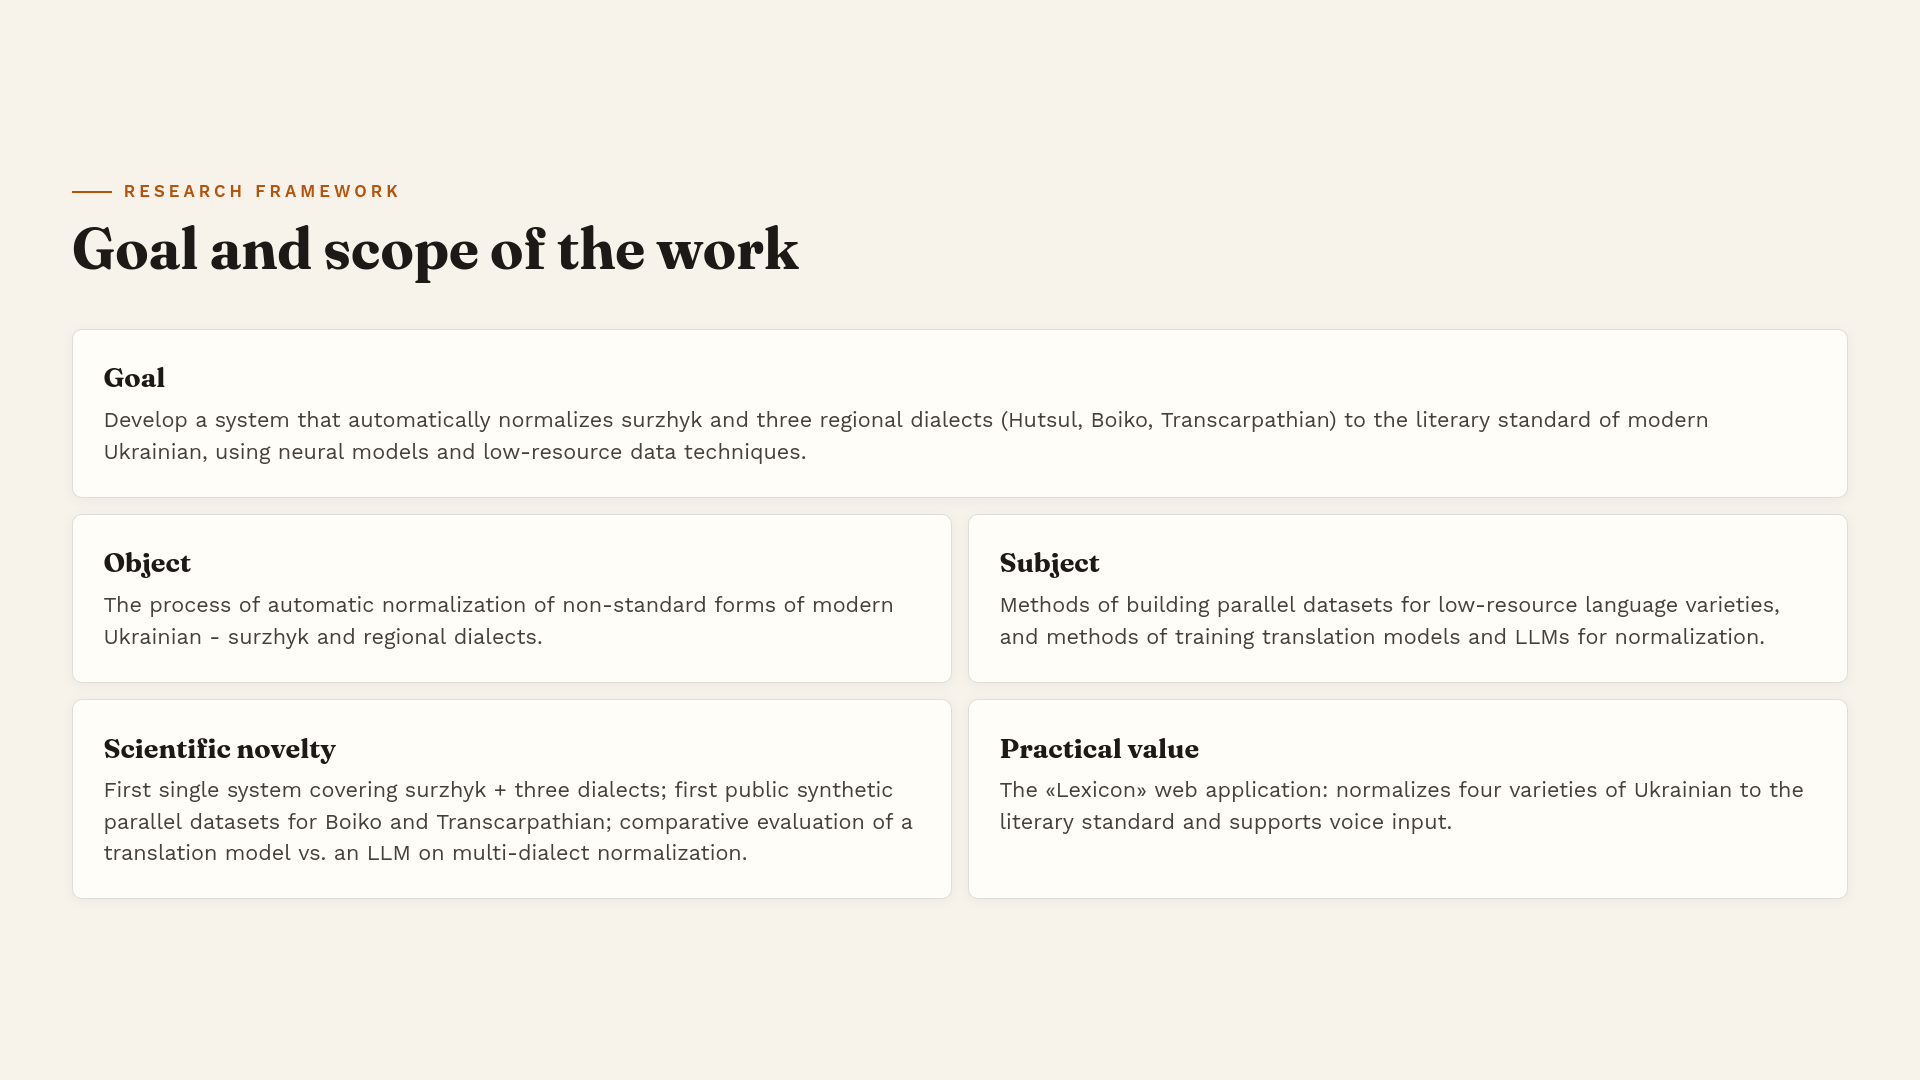 RESEARCH FRAMEWORK
Goal and scope of the work
Goal
Develop a system that automatically normalizes surzhyk and three regional dialects (Hutsul, Boiko, Transcarpathian) to the literary standard of modern
Ukrainian, using neural models and low-resource data techniques.
Object
The process of automatic normalization of non-standard forms of modern
Ukrainian - surzhyk and regional dialects.
Subject
Methods of building parallel datasets for low-resource language varieties,
and methods of training translation models and LLMs for normalization.
Scientific novelty
First single system covering surzhyk + three dialects; first public synthetic
parallel datasets for Boiko and Transcarpathian; comparative evaluation of a
translation model vs. an LLM on multi-dialect normalization.
Practical value
The «Lexicon» web application: normalizes four varieties of Ukrainian to the
literary standard and supports voice input.